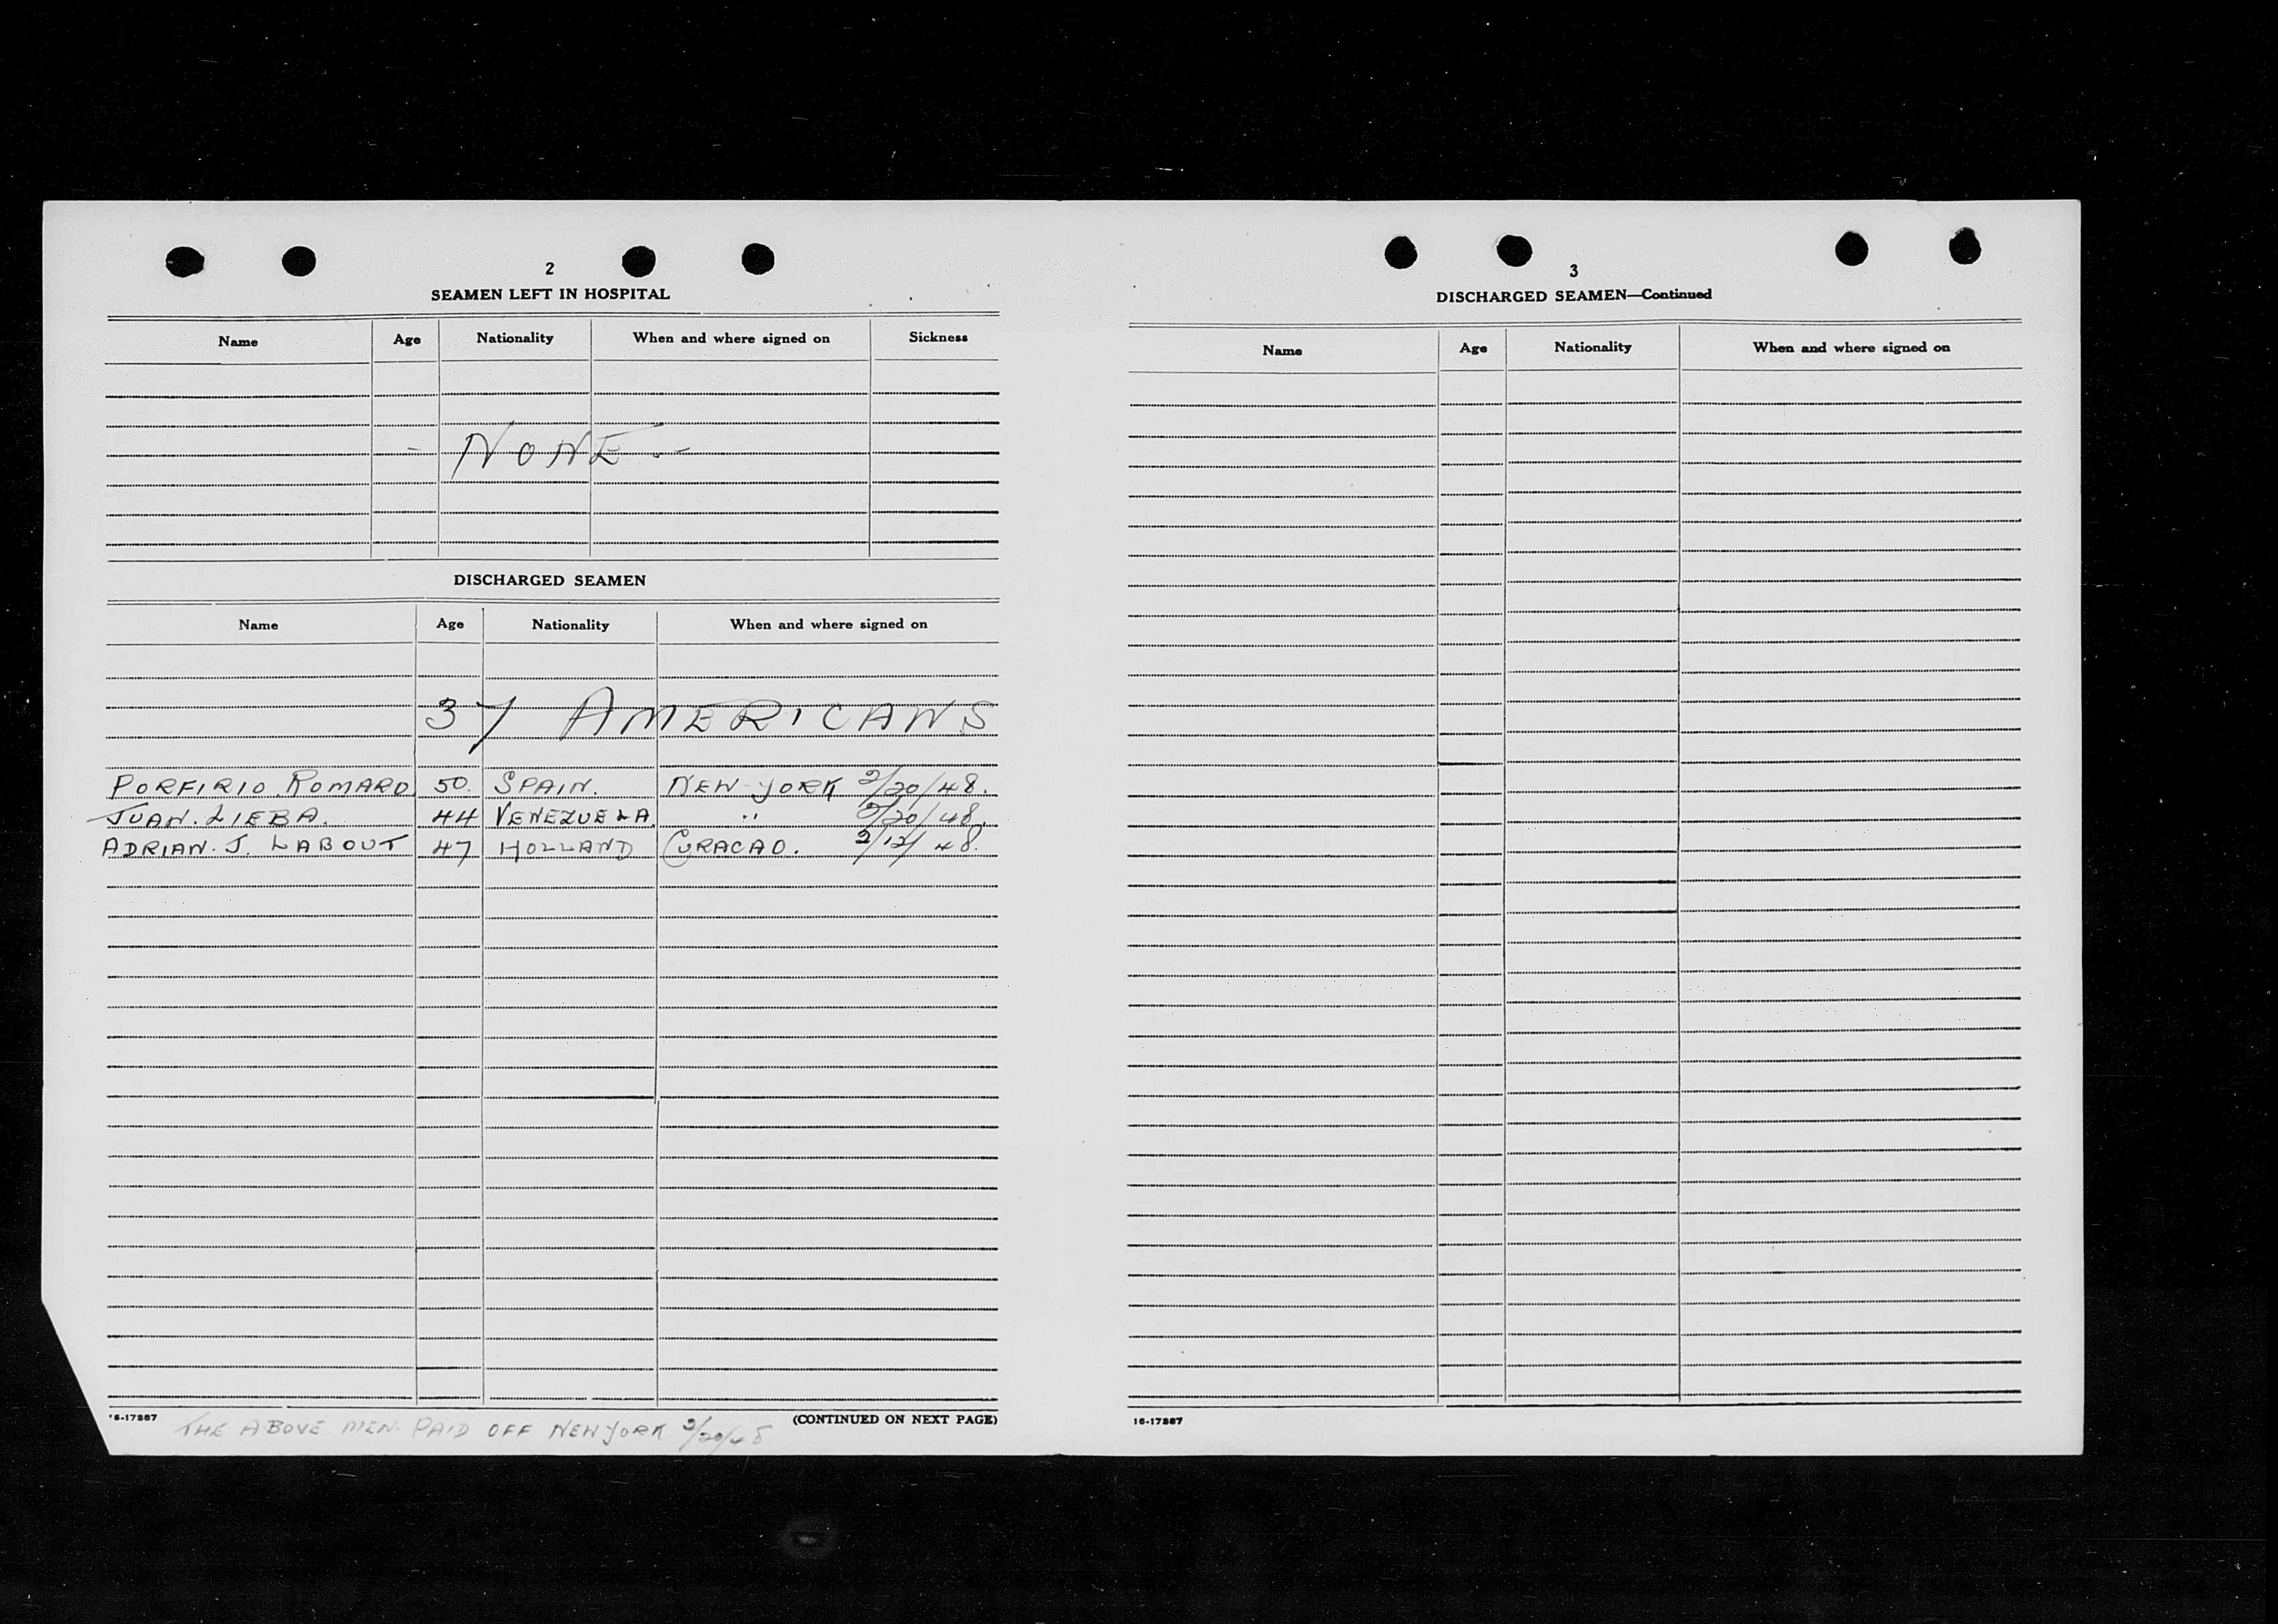 2
SEAMEN LEFT IN HOSPITAL
Name Age Nationality When and where signed on Sickness
- NONE --
DISCHARGED SEAMEN
Name Age Nationality When and where signed on
37 AMERICANS
PORFIRIO ROMARO 50. SPAIN. NEW-YORK 2/20/48.
JUAN. LIEBA. 44 VENEZUELA. " 2/20/48.
ADRIAN. J. LABOUT 47 HOLLAND CURACAO. 2/12/48.
16-17887 (CONTINUED ON NEXT PAGE)
THE ABOVE MEN. PAID OFF NEW YORK 2/20/48
3
DISCHARGED SEAMEN—Continued
Name Age Nationality When and where signed on
16-17887